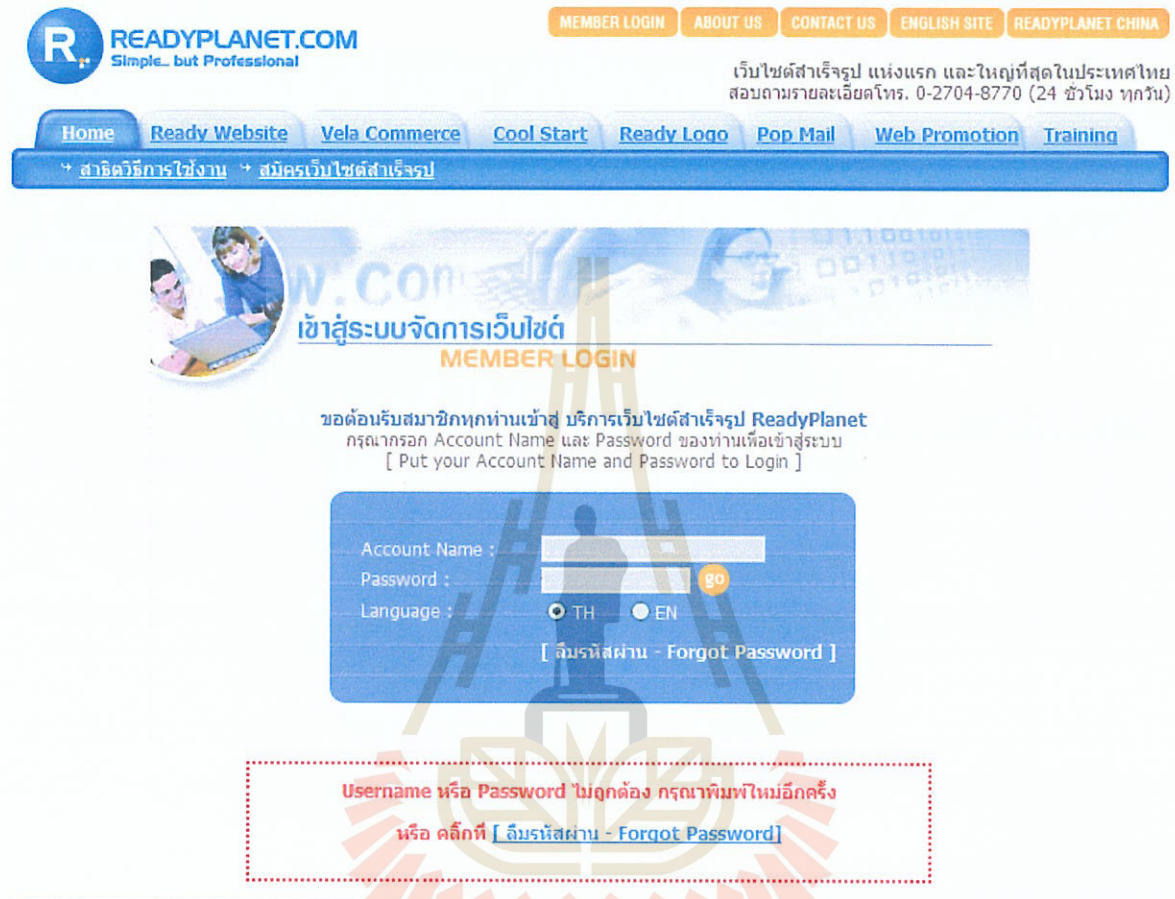 MEMBER LOGIN ABOUT US CONTACT US ENGLISH SITE READYPLANET CHINA
R.
READYPLANET.COM
Simple... but Professional
เว็บไซต์สำเร็จรูป แห่งแรก และใหญ่ที่สุดในประเทศไทย
สอบถามรายละเอียดโทร. 0-2704-8770 (24 ชั่วโมง ทุกวัน)
Home Ready Website Vela Commerce Cool Start Ready Logo Pop Mail Web Promotion Training
สาธิตวิธีการใช้งาน สมัครเว็บไซต์สำเร็จรูป
เข้าสู่ระบบจัดการเว็บไซต์
MEMBER LOGIN
ขอต้อนรับสมาชิกทุกท่านเข้าสู่ บริการเว็บไซต์สำเร็จรูป ReadyPlanet
กรุณากรอก Account Name และ Password ของท่านเพื่อเข้าสู่ระบบ
[ Put your Account Name and Password to Login ]
Account Name :
Password : go
Language : TH EN
[ ลืมรหัสผ่าน - Forgot Password ]
Username หรือ Password ไม่ถูกต้อง กรุณาพิมพ์ใหม่อีกครั้ง
หรือ คลิ๊กที่ [ ลืมรหัสผ่าน - Forgot Password]